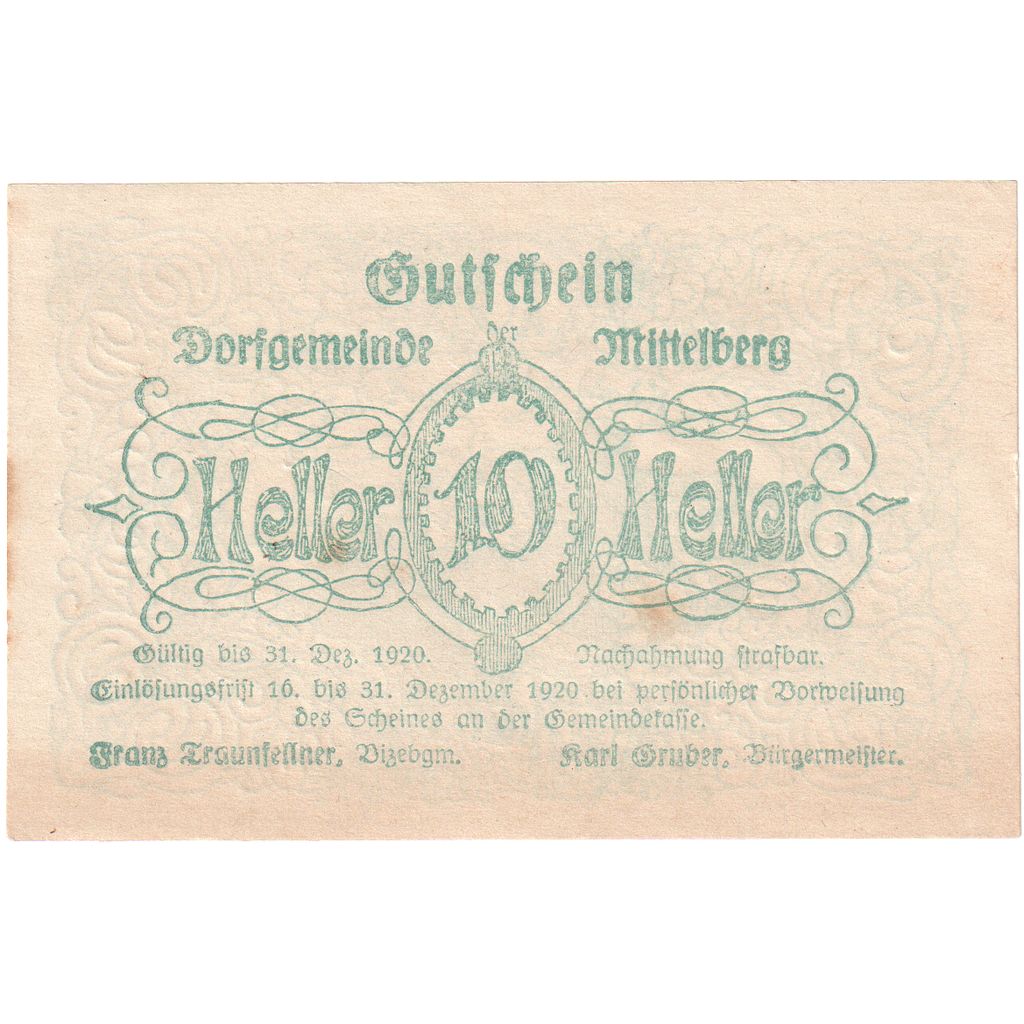 Gutschein
der
Dorfgemeinde Mittelberg
Heller 10 Heller
Gültig bis 31. Dez. 1920. Nachahmung strafbar.
Einlösungsfrist 16. bis 31. Dezember 1920 bei persönlicher Vorweisung
des Scheines an der Gemeindekasse.
Franz Traunfellner, Vizebgm. Karl Gruber, Bürgermeister.